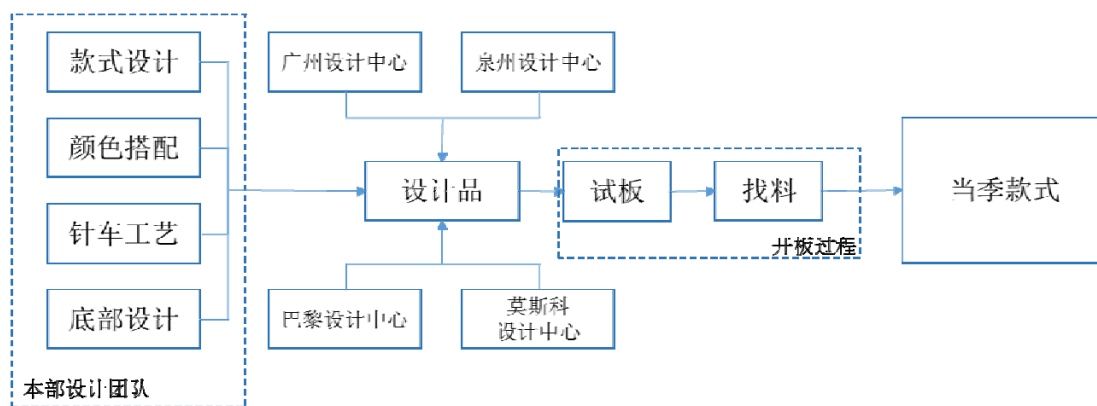 款式设计
颜色搭配
针车工艺
底部设计
本部设计团队
广州设计中心
泉州设计中心
设计品
巴黎设计中心
莫斯科
设计中心
试板
找料
开板过程
当季款式